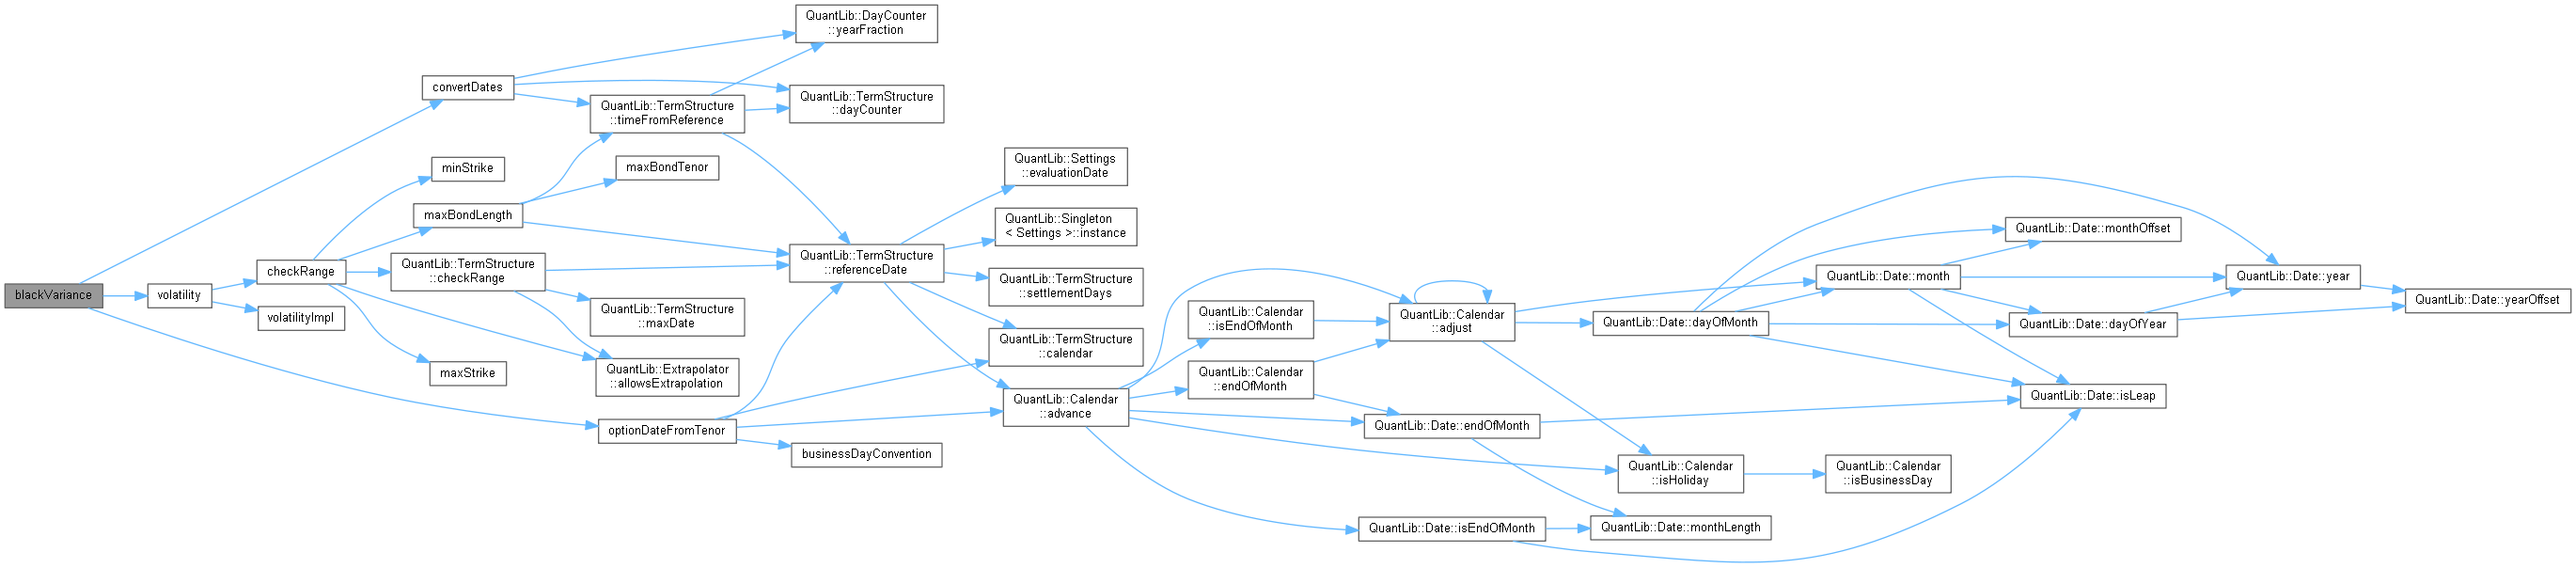 blackVariance
convertDates
volatility
optionDateFromTenor
checkRange
volatilityImpl
minStrike
maxBondLength
QuantLib::TermStructure
::checkRange
maxStrike
QuantLib::TermStructure
::timeFromReference
maxBondTenor
QuantLib::TermStructure
::maxDate
QuantLib::Extrapolator
::allowsExtrapolation
QuantLib::DayCounter
::yearFraction
QuantLib::TermStructure
::dayCounter
QuantLib::TermStructure
::referenceDate
businessDayConvention
QuantLib::Settings
::evaluationDate
QuantLib::Singleton
< Settings >::instance
QuantLib::TermStructure
::settlementDays
QuantLib::TermStructure
::calendar
QuantLib::Calendar
::advance
QuantLib::Calendar
::isEndOfMonth
QuantLib::Calendar
::endOfMonth
QuantLib::Calendar
::adjust
QuantLib::Date::endOfMonth
QuantLib::Date::isEndOfMonth
QuantLib::Date::dayOfMonth
QuantLib::Calendar
::isHoliday
QuantLib::Date::monthLength
QuantLib::Date::month
QuantLib::Calendar
::isBusinessDay
QuantLib::Date::monthOffset
QuantLib::Date::dayOfYear
QuantLib::Date::isLeap
QuantLib::Date::year
QuantLib::Date::yearOffset